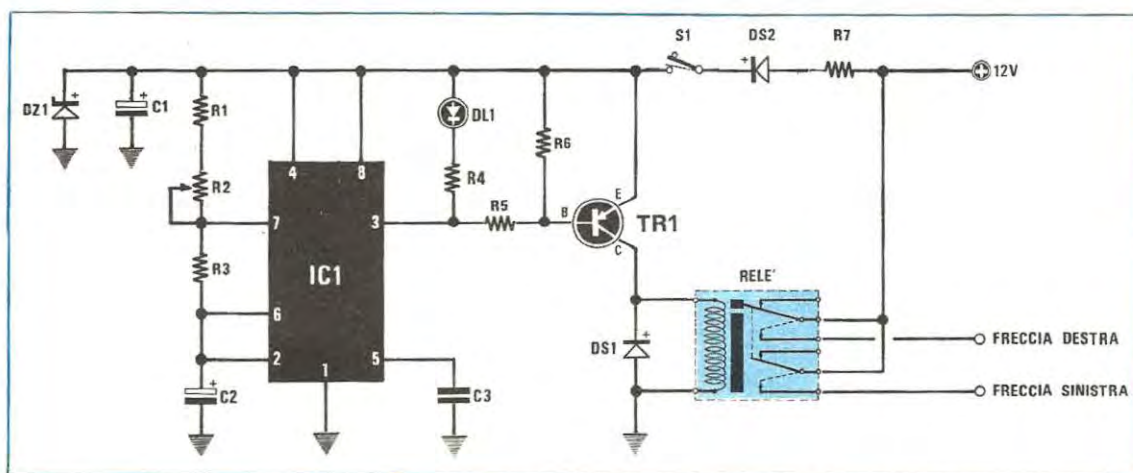 S1
DS2
R7
12V
DZ1
C1
R1
DL1
R6
R2
4
8
R4
7
3
R5
B
E
TR1
C
R3
IC1
RELE'
6
2
5
1
DS1
FRECCIA DESTRA
C2
C3
FRECCIA SINISTRA